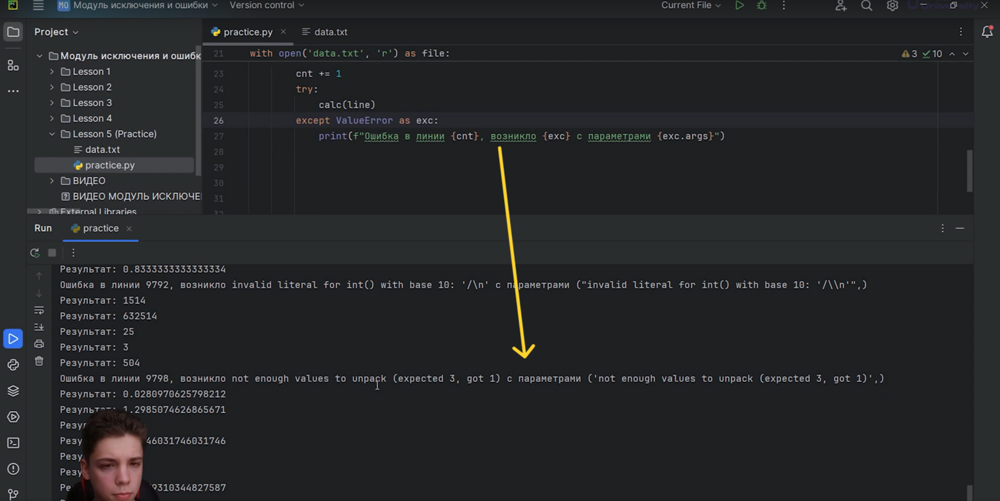 Модуль исключения и ошибки
Version control
Current File
Project
practice.py
data.txt
Модуль исключения и ошибк
Lesson 1
Lesson 2
Lesson 3
Lesson 4
Lesson 5 (Practice)
data.txt
practice.py
ВИДЕО
ВИДЕО МОДУЛЬ ИСКЛЮЧЕ
External Libraries
21 with open('data.txt', 'r') as file:
3 10
23 cnt += 1
24 try:
25 calc(line)
26 except ValueError as exc:
27 print(f"Ошибка в линии {cnt}, возникло {exc} с параметрами {exc.args}")
28
29
30
31
32
Run
practice
Результат: 0.8333333333333334
Ошибка в линии 9792, возникло invalid literal for int() with base 10: '/\n' с параметрами ("invalid literal for int() with base 10: '/\\n'",)
Результат: 1514
Результат: 632514
Результат: 25
Результат: 3
Результат: 504
Ошибка в линии 9798, возникло not enough values to unpack (expected 3, got 1) с параметрами ('not enough values to unpack (expected 3, got 1)',)
Результат: 0.0280970625798212
Результат: 1.2985074626865671
Резу
Резу 46031746031746
Резу
Резу
Ре 9310344827587